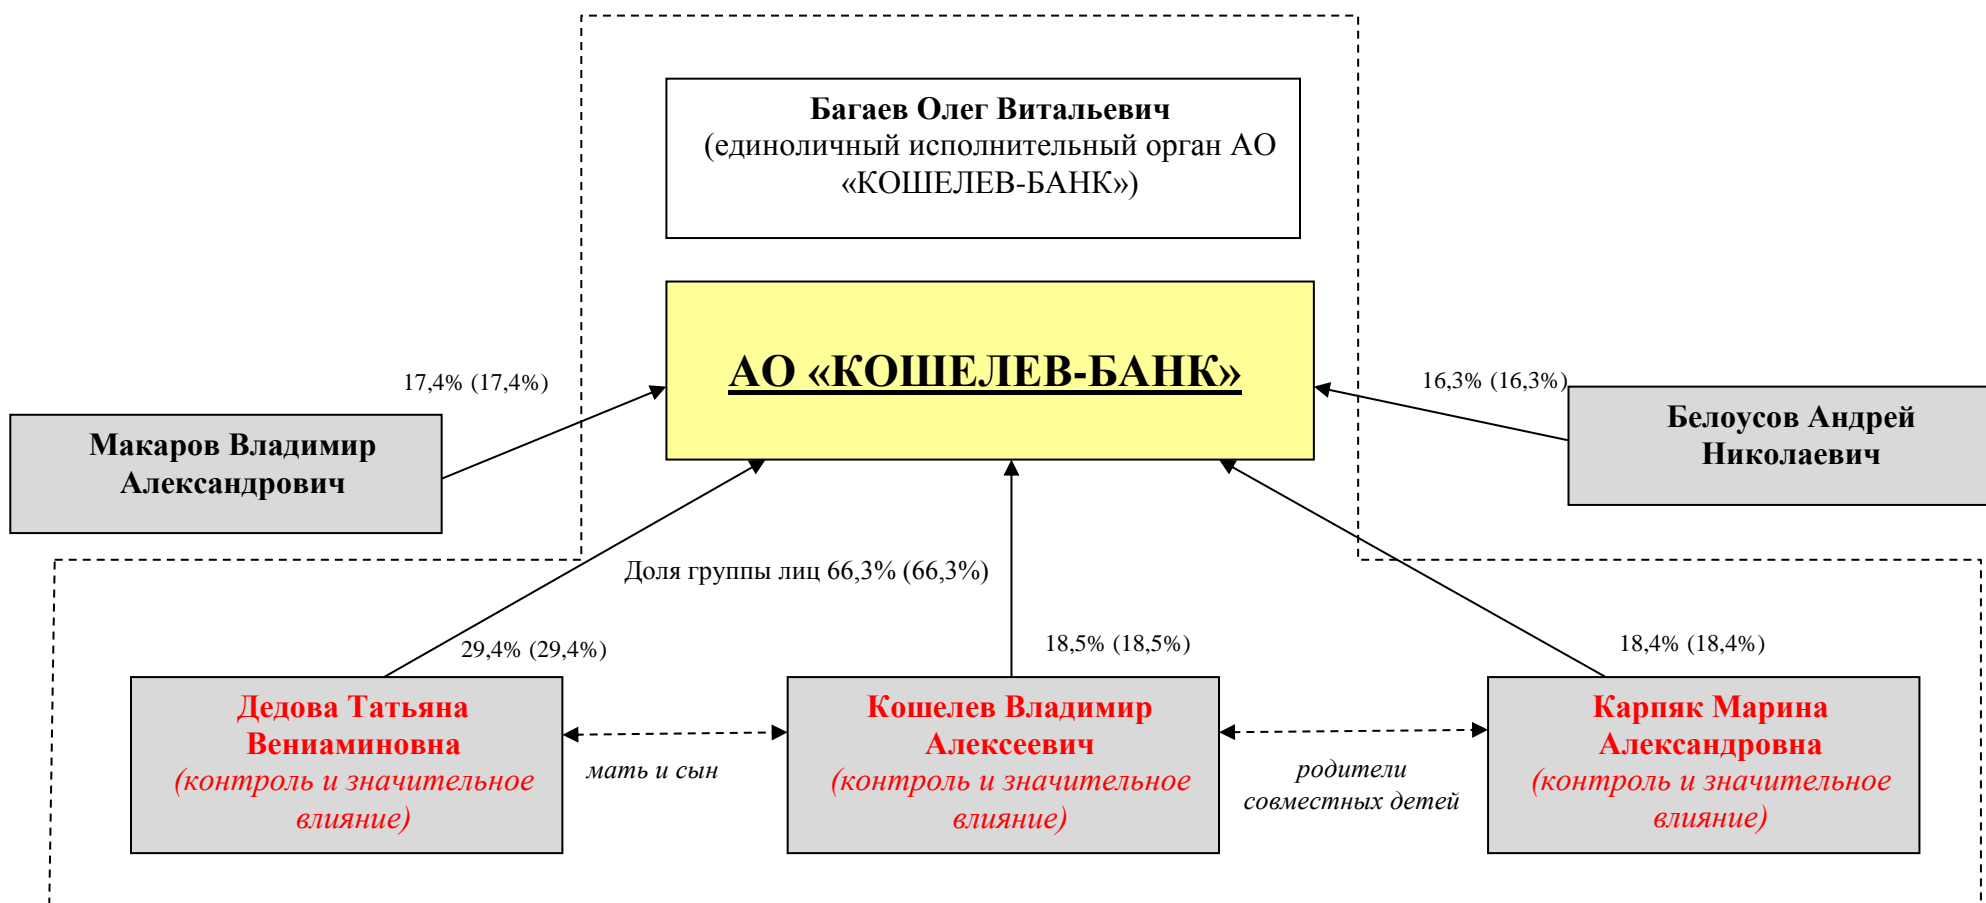 Багаев Олег Витальевич
(единоличный исполнительный орган АО
«КОШЕЛЕВ-БАНК»)
АО «КОШЕЛЕВ-БАНК»
17,4% (17,4%)
16,3% (16,3%)
Макаров Владимир
Александрович
Белоусов Андрей
Николаевич
Доля группы лиц 66,3% (66,3%)
29,4% (29,4%)
18,5% (18,5%)
18,4% (18,4%)
Дедова Татьяна
Вениаминовна
(контроль и значительное
влияние)
мать и сын
Кошелев Владимир
Алексеевич
(контроль и значительное
влияние)
родители
совместных детей
Карпяк Марина
Александровна
(контроль и значительное
влияние)